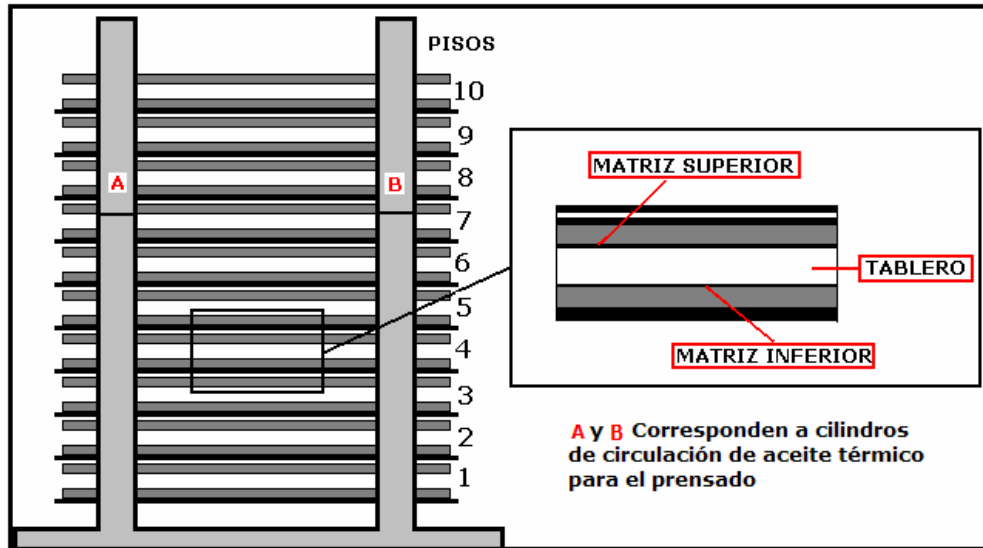 PISOS
10
9
8
7
6
5
4
3
2
1
A
B
MATRIZ SUPERIOR
TABLERO
MATRIZ INFERIOR
A y B Corresponden a cilindros
de circulación de aceite térmico
para el prensado